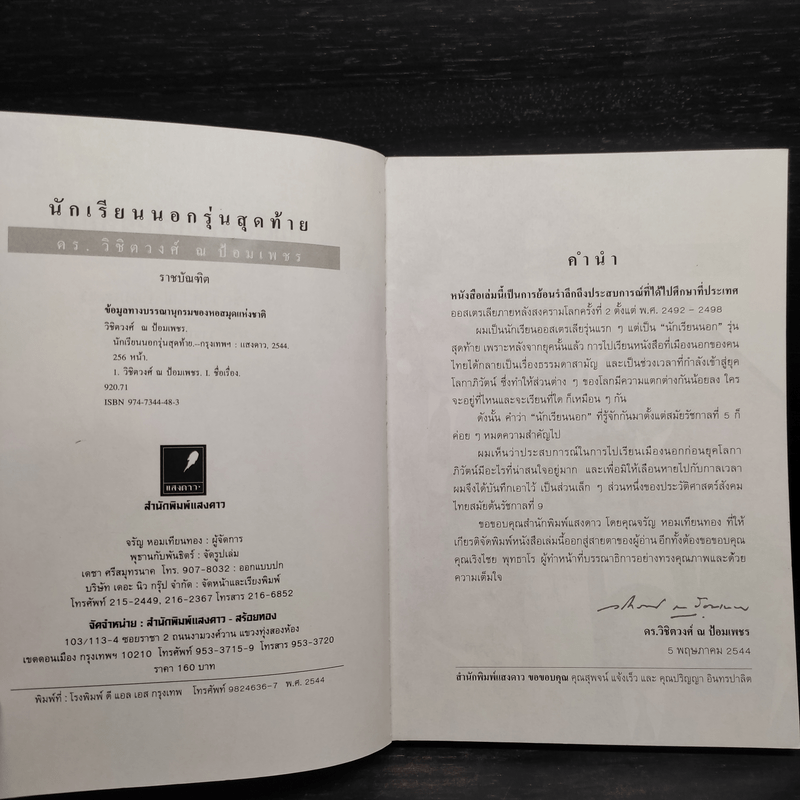 นักเรียนนอกรุ่นสุดท้าย
ดร. วิชิตวงศ์ ณ ป้อมเพชร
ราชบัณฑิต
ข้อมูลทางบรรณานุกรมของหอสมุดแห่งชาติ
วิชิตวงศ์ ณ ป้อมเพชร.
นักเรียนนอกรุ่นสุดท้าย.--กรุงเทพฯ : แสงดาว, 2544.
256 หน้า.
1. วิชิตวงศ์ ณ ป้อมเพชร. I. ชื่อเรื่อง.
920.71
ISBN 974-7344-48-3
แสงดาว
สำนักพิมพ์แสงดาว
จรัญ หอมเทียนทอง : ผู้จัดการ
พุธานกับพันธิตร์ : จัดรูปเล่ม
เดชา ศรีสมุทรนาค โทร. 907-8032 : ออกแบบปก
บริษัท เดอะ นิว กรุ๊ป จำกัด : จัดหน้าและเรียงพิมพ์
โทรศัพท์ 215-2449, 216-2367 โทรสาร 216-6852
จัดจำหน่าย : สำนักพิมพ์แสงดาว - สร้อยทอง
103/113-4 ซอยราชา 2 ถนนงามวงศ์วาน แขวงทุ่งสองห้อง
เขตดอนเมือง กรุงเทพฯ 10210 โทรศัพท์ 953-3715-9 โทรสาร 953-3720
ราคา 160 บาท
พิมพ์ที่ : โรงพิมพ์ ดี แอล เอส กรุงเทพ โทรศัพท์ 9824636-7 พ.ศ. 2544
คำนำ
หนังสือเล่มนี้เป็นการย้อนรำลึกถึงประสบการณ์ที่ได้ไปศึกษาที่ประเทศ
ออสเตรเลียภายหลังสงครามโลกครั้งที่ 2 ตั้งแต่ พ.ศ. 2492 - 2498
ผมเป็นนักเรียนออสเตรเลียรุ่นแรก ๆ แต่เป็น “นักเรียนนอก” รุ่น
สุดท้าย เพราะหลังจากยุคนั้นแล้ว การไปเรียนหนังสือที่เมืองนอกของคน
ไทยได้กลายเป็นเรื่องธรรมดาสามัญ และเป็นช่วงเวลาที่กำลังเข้าสู่ยุค
โลกาภิวัตน์ ซึ่งทำให้ส่วนต่าง ๆ ของโลกมีความแตกต่างกันน้อยลง ใคร
จะอยู่ที่ไหนและจะเรียนที่ใด ก็เหมือน ๆ กัน
ดังนั้น คำว่า “นักเรียนนอก” ที่รู้จักกันมาตั้งแต่สมัยรัชกาลที่ 5 ก็
ค่อย ๆ หมดความสำคัญไป
ผมเห็นว่าประสบการณ์ในการไปเรียนเมืองนอกก่อนยุคโลกา
ภิวัตน์มีอะไรที่น่าสนใจอยู่มาก และเพื่อมิให้เลือนหายไปกับกาลเวลา
ผมจึงได้บันทึกเอาไว้ เป็นส่วนเล็ก ๆ ส่วนหนึ่งของประวัติศาสตร์สังคม
ไทยสมัยต้นรัชกาลที่ 9
ขอขอบคุณสำนักพิมพ์แสงดาว โดยคุณจรัญ หอมเทียนทอง ที่ให้
เกียรติจัดพิมพ์หนังสือเล่มนี้ออกสู่สายตาของผู้อ่าน อีกทั้งต้องขอขอบคุณ
คุณเริงไชย พุทธาโร ผู้ทำหน้าที่บรรณาธิการอย่างทรงคุณภาพและด้วย
ความเต็มใจ
ดร.วิชิตวงศ์ ณ ป้อมเพชร
5 พฤษภาคม 2544
สำนักพิมพ์แสงดาว ขอขอบคุณ คุณสุพจน์ แจ้งเร็ว และ คุณปริญญา อินทรปาลิต